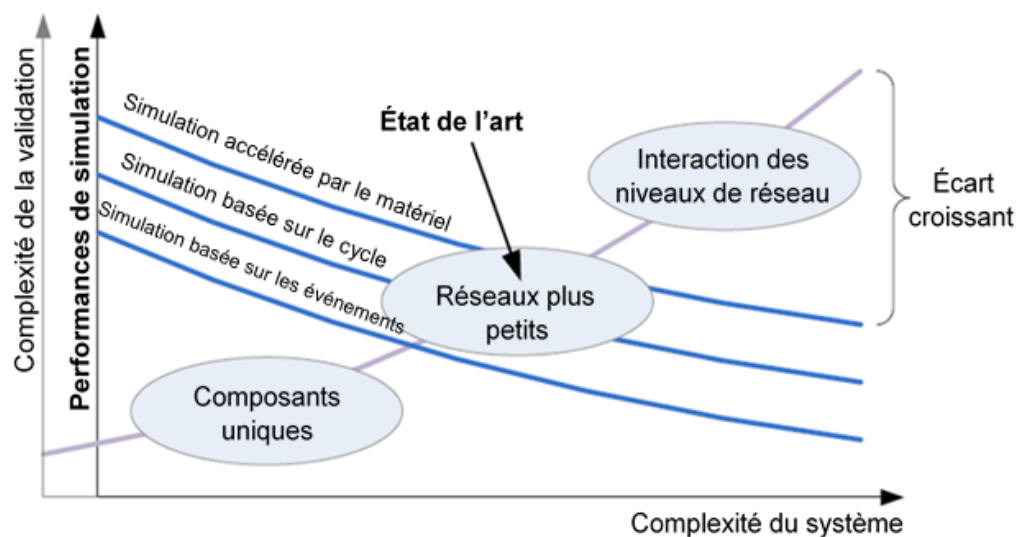 Complexité de la validation
Performances de simulation
Simulation accélérée par le matériel
Simulation basée sur le cycle
Simulation basée sur les événements
État de l'art
Composants
uniques
Réseaux plus
petits
Interaction des
niveaux de réseau
Écart
croissant
Complexité du système